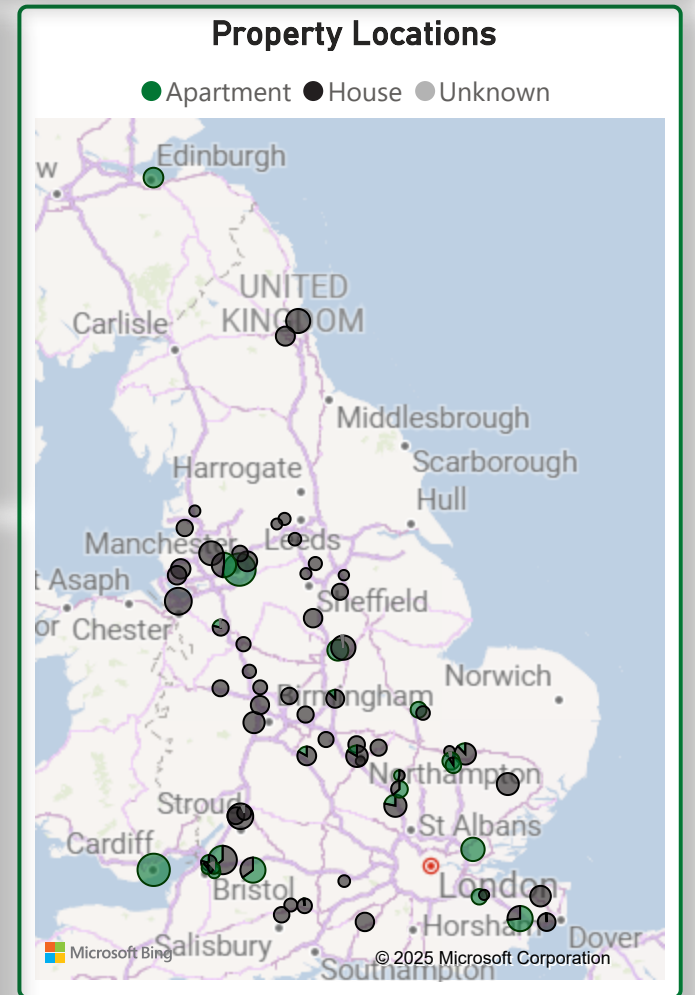 Property Locations
Apartment House Unknown
w
Edinburgh
UNITED
KINGDOM
Carlisle
Middlesbrough
Harrogate
Scarborough
Hull
Manchester
Leeds
t Asaph
Sheffield
or Chester
Norwich
Birmingham
Northampton
Stroud
St Albans
Cardiff
London
Bristol
Horsham
Dover
Salisbury
Microsoft Bing
© 2025 Microsoft Corporation
Southampton